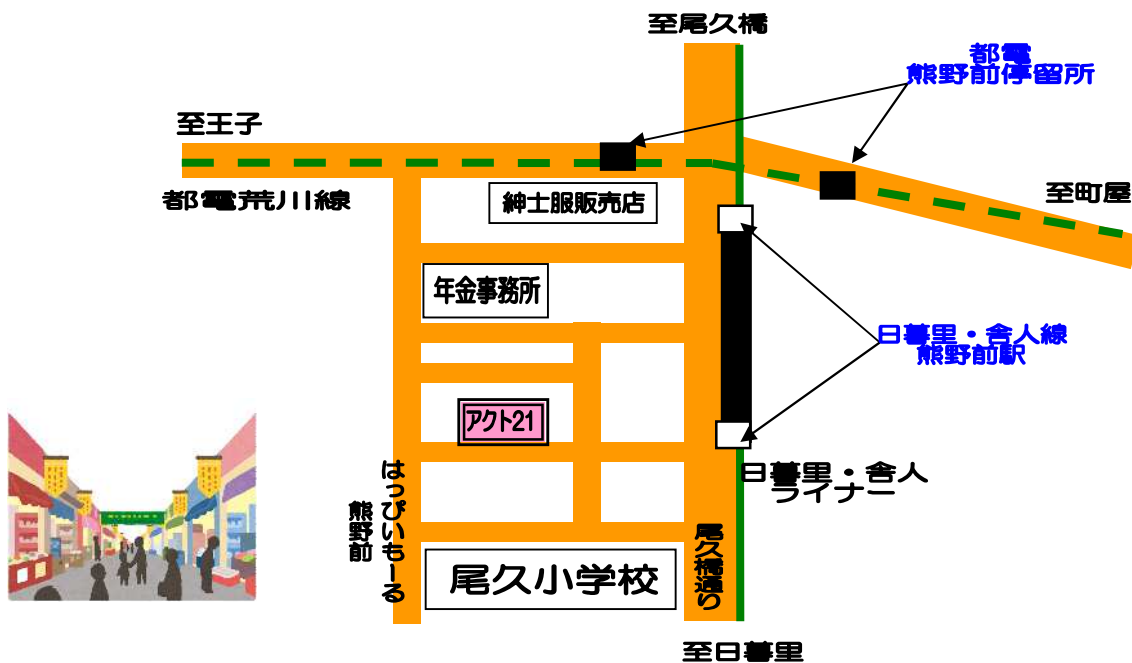 至尾久橋
都電
熊野前停留所
至王子
都電荒川線
紳士服販売店
至町屋
年金事務所
日暮里・舎人線
熊野前駅
アクト21
はっぴいもーる
熊野前
日暮里・舎人
ライナー
尾久橋通り
尾久小学校
至日暮里